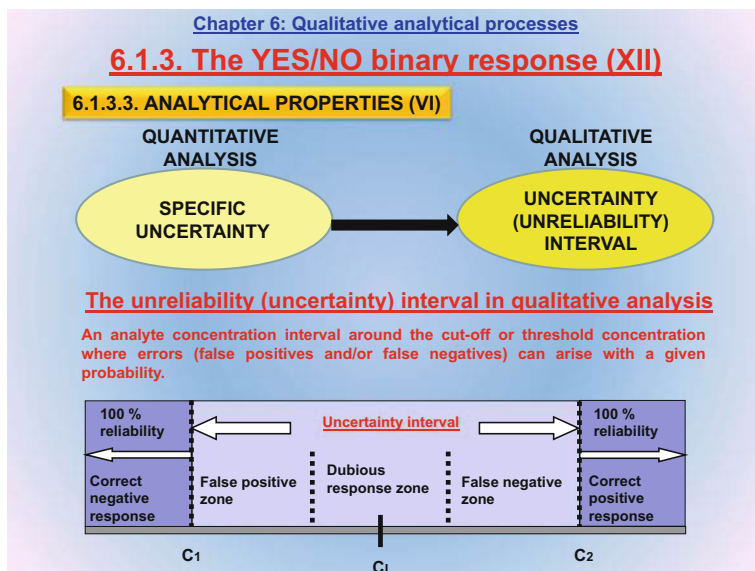 Chapter 6: Qualitative analytical processes
6.1.3. The YES/NO binary response (XII)
6.1.3.3. ANALYTICAL PROPERTIES (VI)
QUANTITATIVE
ANALYSIS
QUALITATIVE
ANALYSIS
SPECIFIC
UNCERTAINTY
UNCERTAINTY
(UNRELIABILITY)
INTERVAL
The unreliability (uncertainty) interval in qualitative analysis
An analyte concentration interval around the cut-off or threshold concentration
where errors (false positives and/or false negatives) can arise with a given
probability.
100 %
reliability
Uncertainty interval
100 %
reliability
Correct
negative
response
False positive
zone
Dubious
response zone
False negative
zone
Correct
positive
response
C1
CL
C2